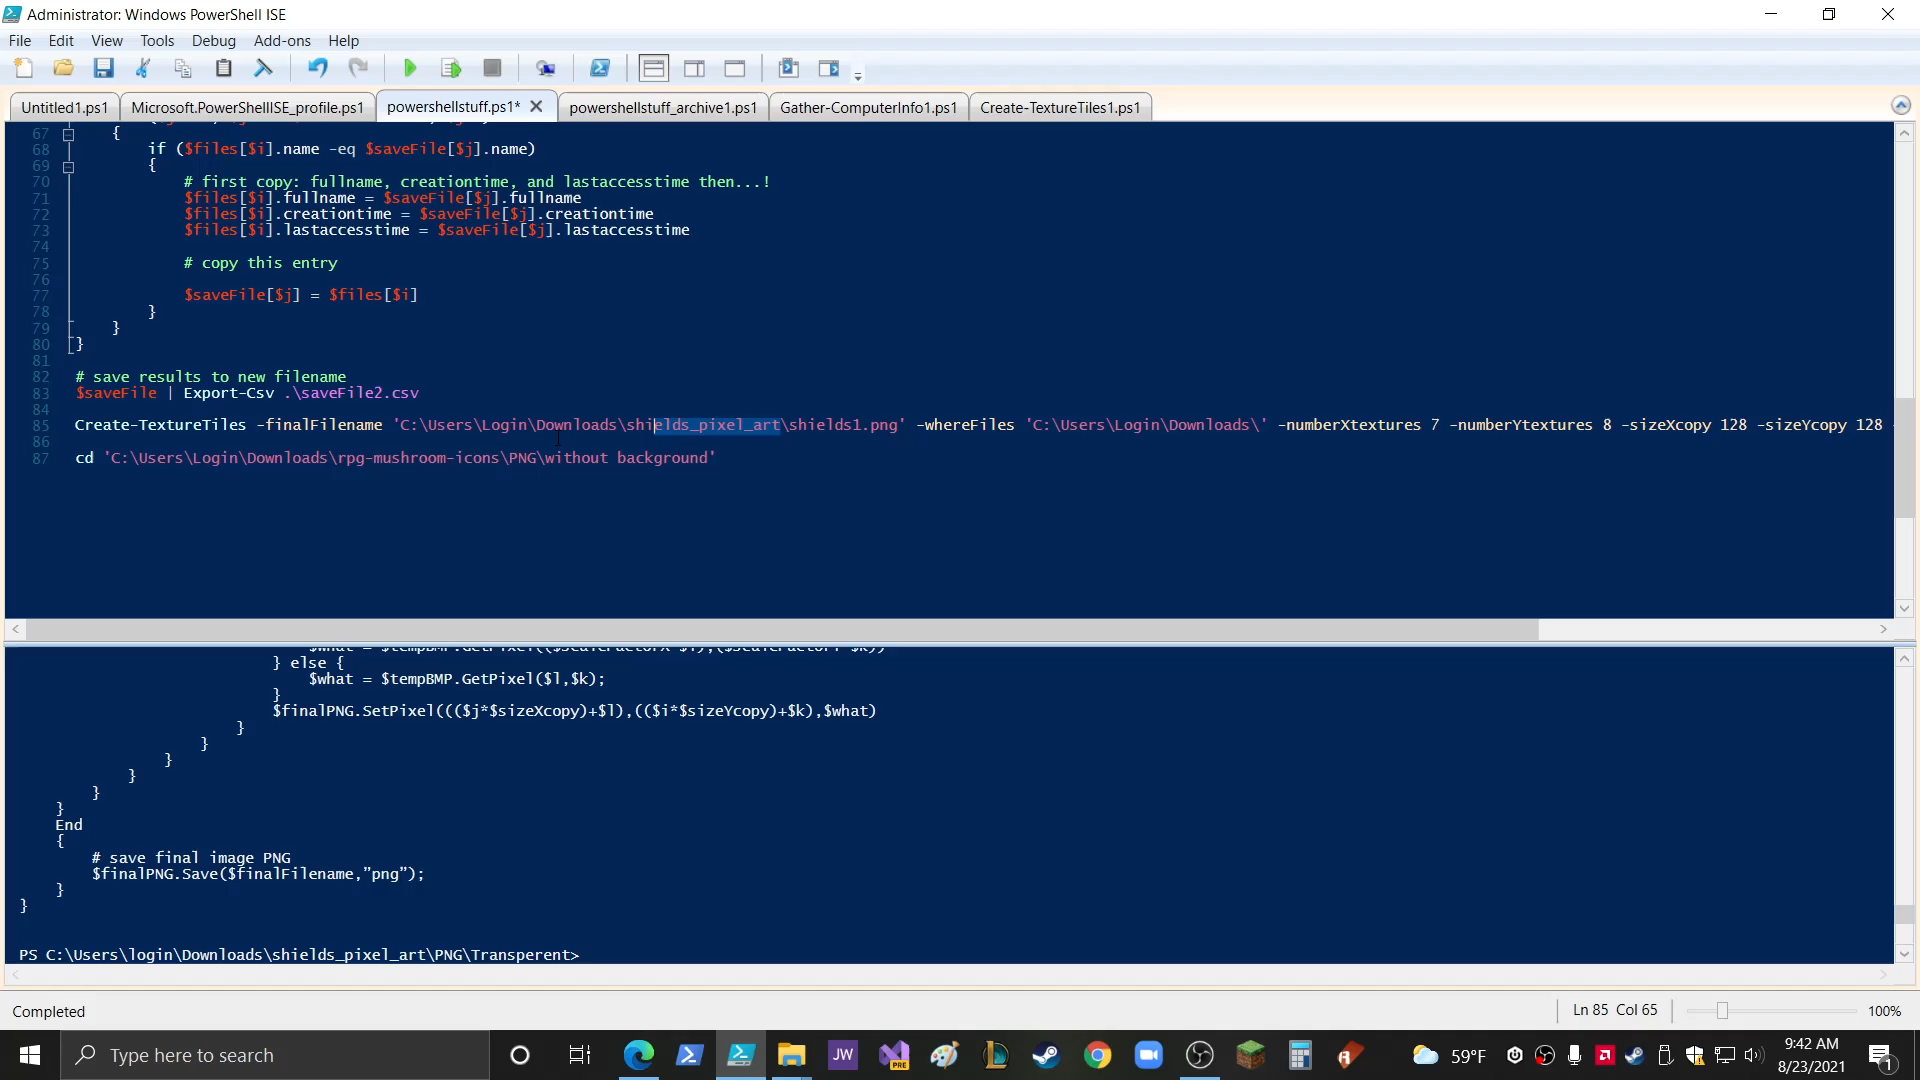 Administrator: Windows PowerShell ISE
File Edit View Tools Debug Add-ons Help
Untitled1.ps1 Microsoft.PowerShellISE_profile.ps1 powershellstuff.ps1* powershellstuff_archive1.ps1 Gather-ComputerInfo1.ps1 Create-TextureTiles1.ps1
67 {
68 if ($files[$i].name -eq $saveFile[$j].name)
69 {
70 # first copy: fullname, creationtime, and lastaccesstime then...!
71 $files[$i].fullname = $saveFile[$j].fullname
72 $files[$i].creationtime = $saveFile[$j].creationtime
73 $files[$i].lastaccesstime = $saveFile[$j].lastaccesstime
74
75 # copy this entry
76
77 $saveFile[$j] = $files[$i]
78 }
79 }
80 }
81
82 # save results to new filename
83 $saveFile | Export-Csv .\saveFile2.csv
84
85 Create-TextureTiles -finalFilename 'C:\Users\Login\Downloads\shields_pixel_art\shields1.png' -whereFiles 'C:\Users\Login\Downloads\' -numberXtextures 7 -numberYtextures 8 -sizeXcopy 128 -sizeYcopy 128 -
86
87 cd 'C:\Users\Login\Downloads\rpg-mushroom-icons\PNG\without background'
$what = $tempBMP.GetPixel(($scaleFactorX*$l),($scaleFactorY*$k))
} else {
$what = $tempBMP.GetPixel($l,$k);
}
$finalPNG.SetPixel((($j*$sizeXcopy)+$l),(($i*$sizeYcopy)+$k),$what)
}
}
}
}
}
}
End
{
# save final image PNG
$finalPNG.Save($finalFilename,”png”);
}
}
PS C:\Users\login\Downloads\shields_pixel_art\PNG\Transperent>
Completed
Ln 85 Col 65
100%
Type here to search
JW
PRE
59°F
9:42 AM
8/23/2021
1